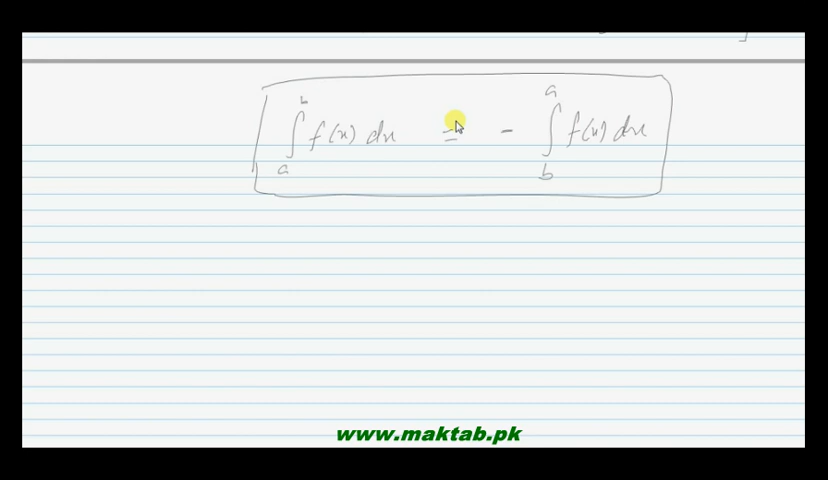 ∫_a^b f(x) dx = - ∫_b^a f(x) dx
www.maktab.pk